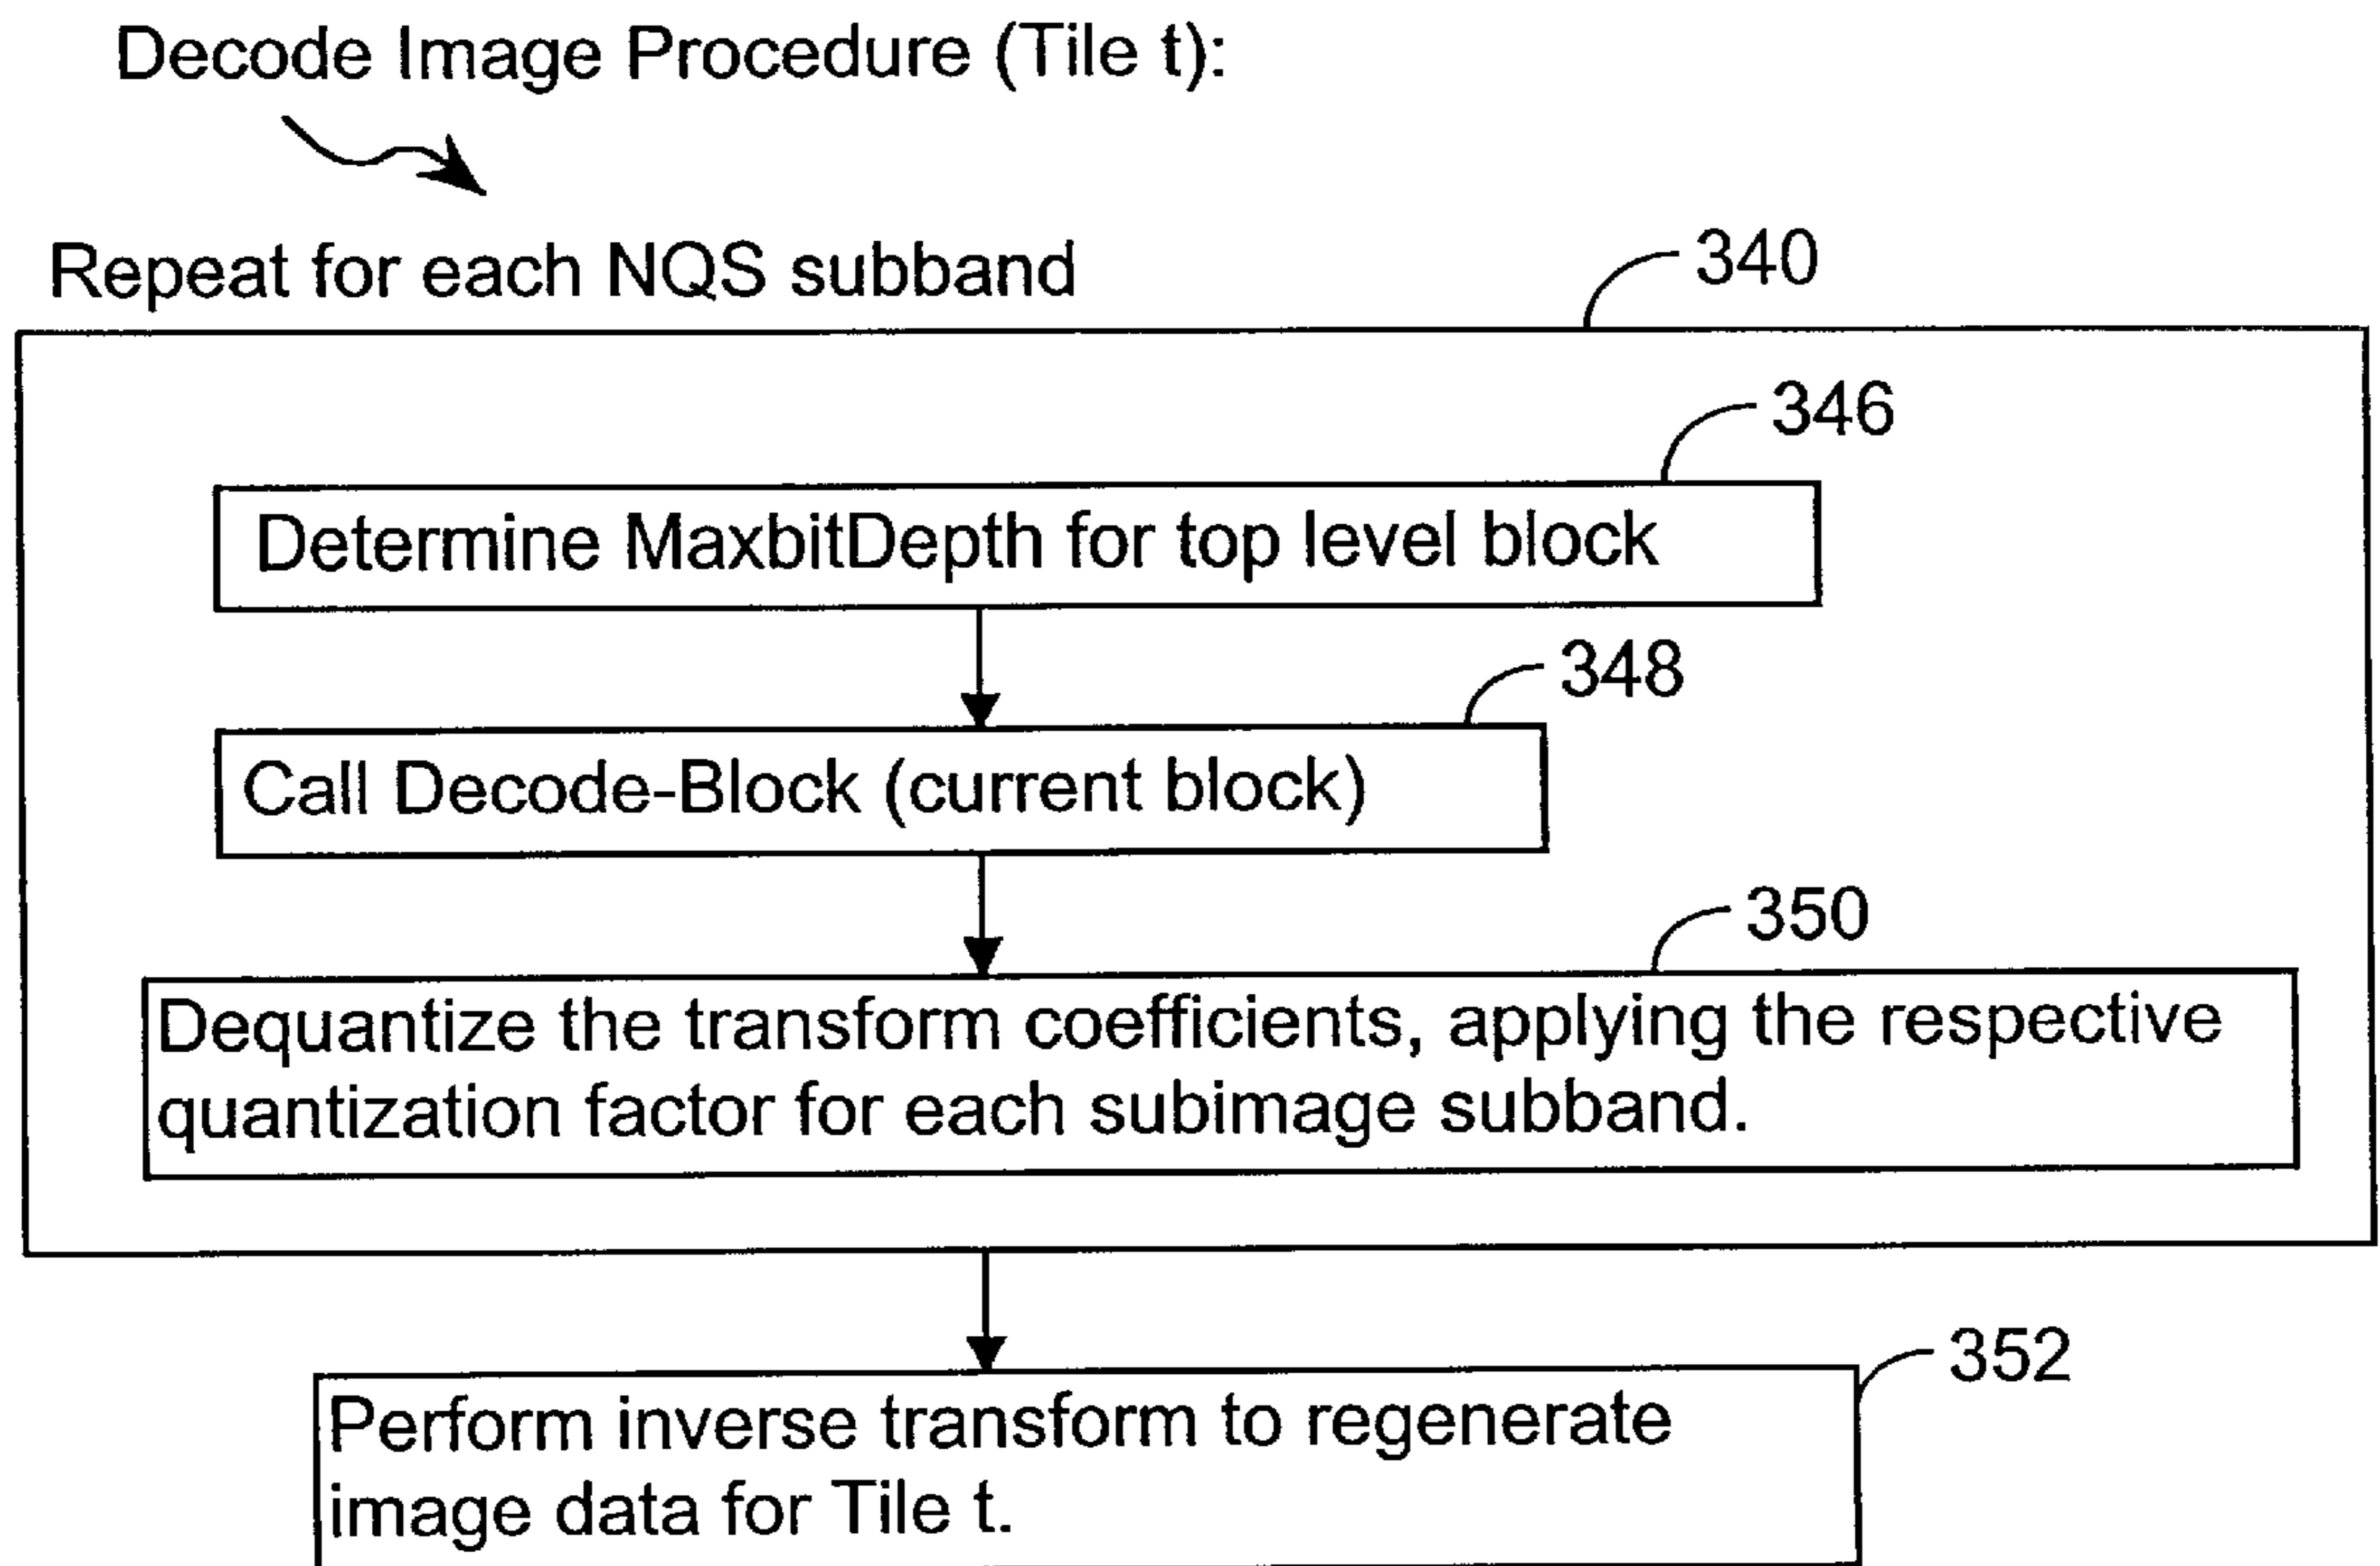 Decode Image Procedure (Tile t):
Repeat for each NQS subband
340
346
Determine MaxbitDepth for top level block
348
Call Decode-Block (current block)
350
Dequantize the transform coefficients, applying the respective
quantization factor for each subimage subband.
352
Perform inverse transform to regenerate
image data for Tile t.